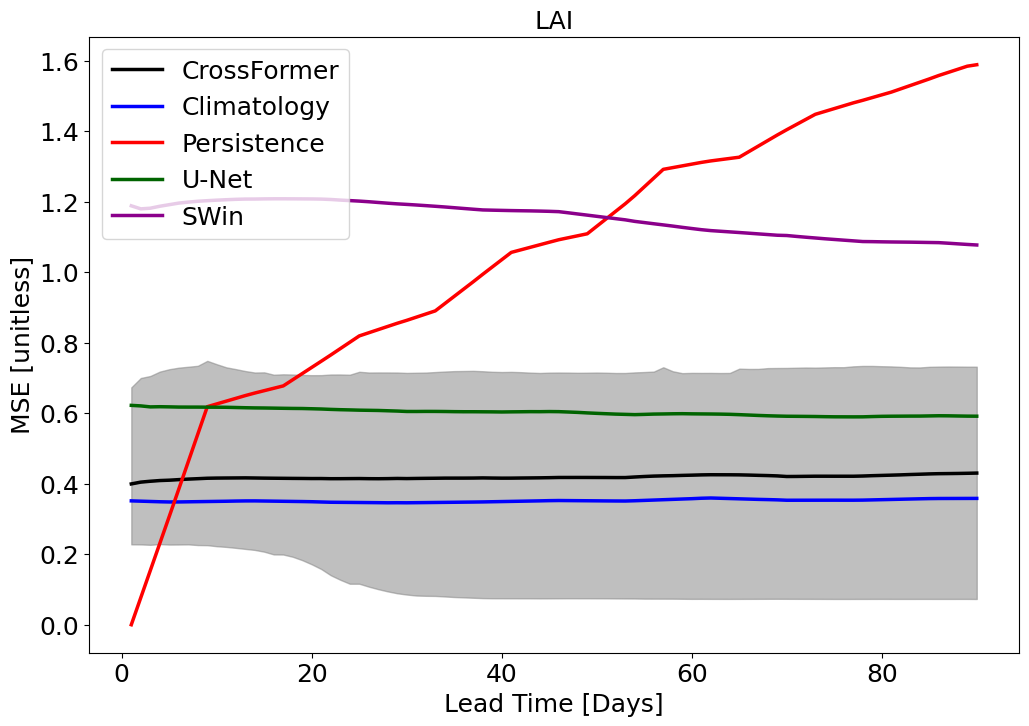 LAI
CrossFormer
Climatology
Persistence
U-Net
SWin
MSE [unitless]
1.6
1.4
1.2
1.0
0.8
0.6
0.4
0.2
0.0
0 20 40 60 80
Lead Time [Days]